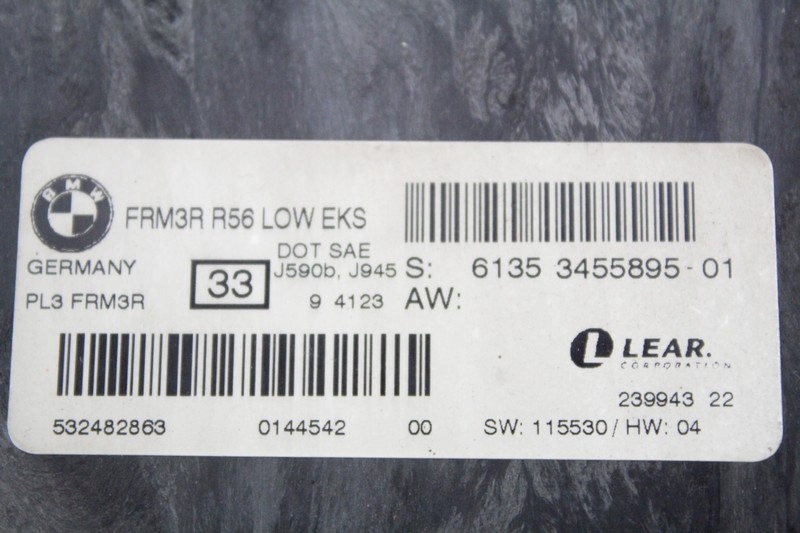 BMW
FRM3R R56 LOW EKS
GERMANY
33
DOT SAE
J590b, J945
S: 6135 3455895-01
PL3 FRM3R
9 4123
AW:
L LEAR.
CORPORATION
239943 22
532482863 0144542 00
SW: 115530/HW: 04